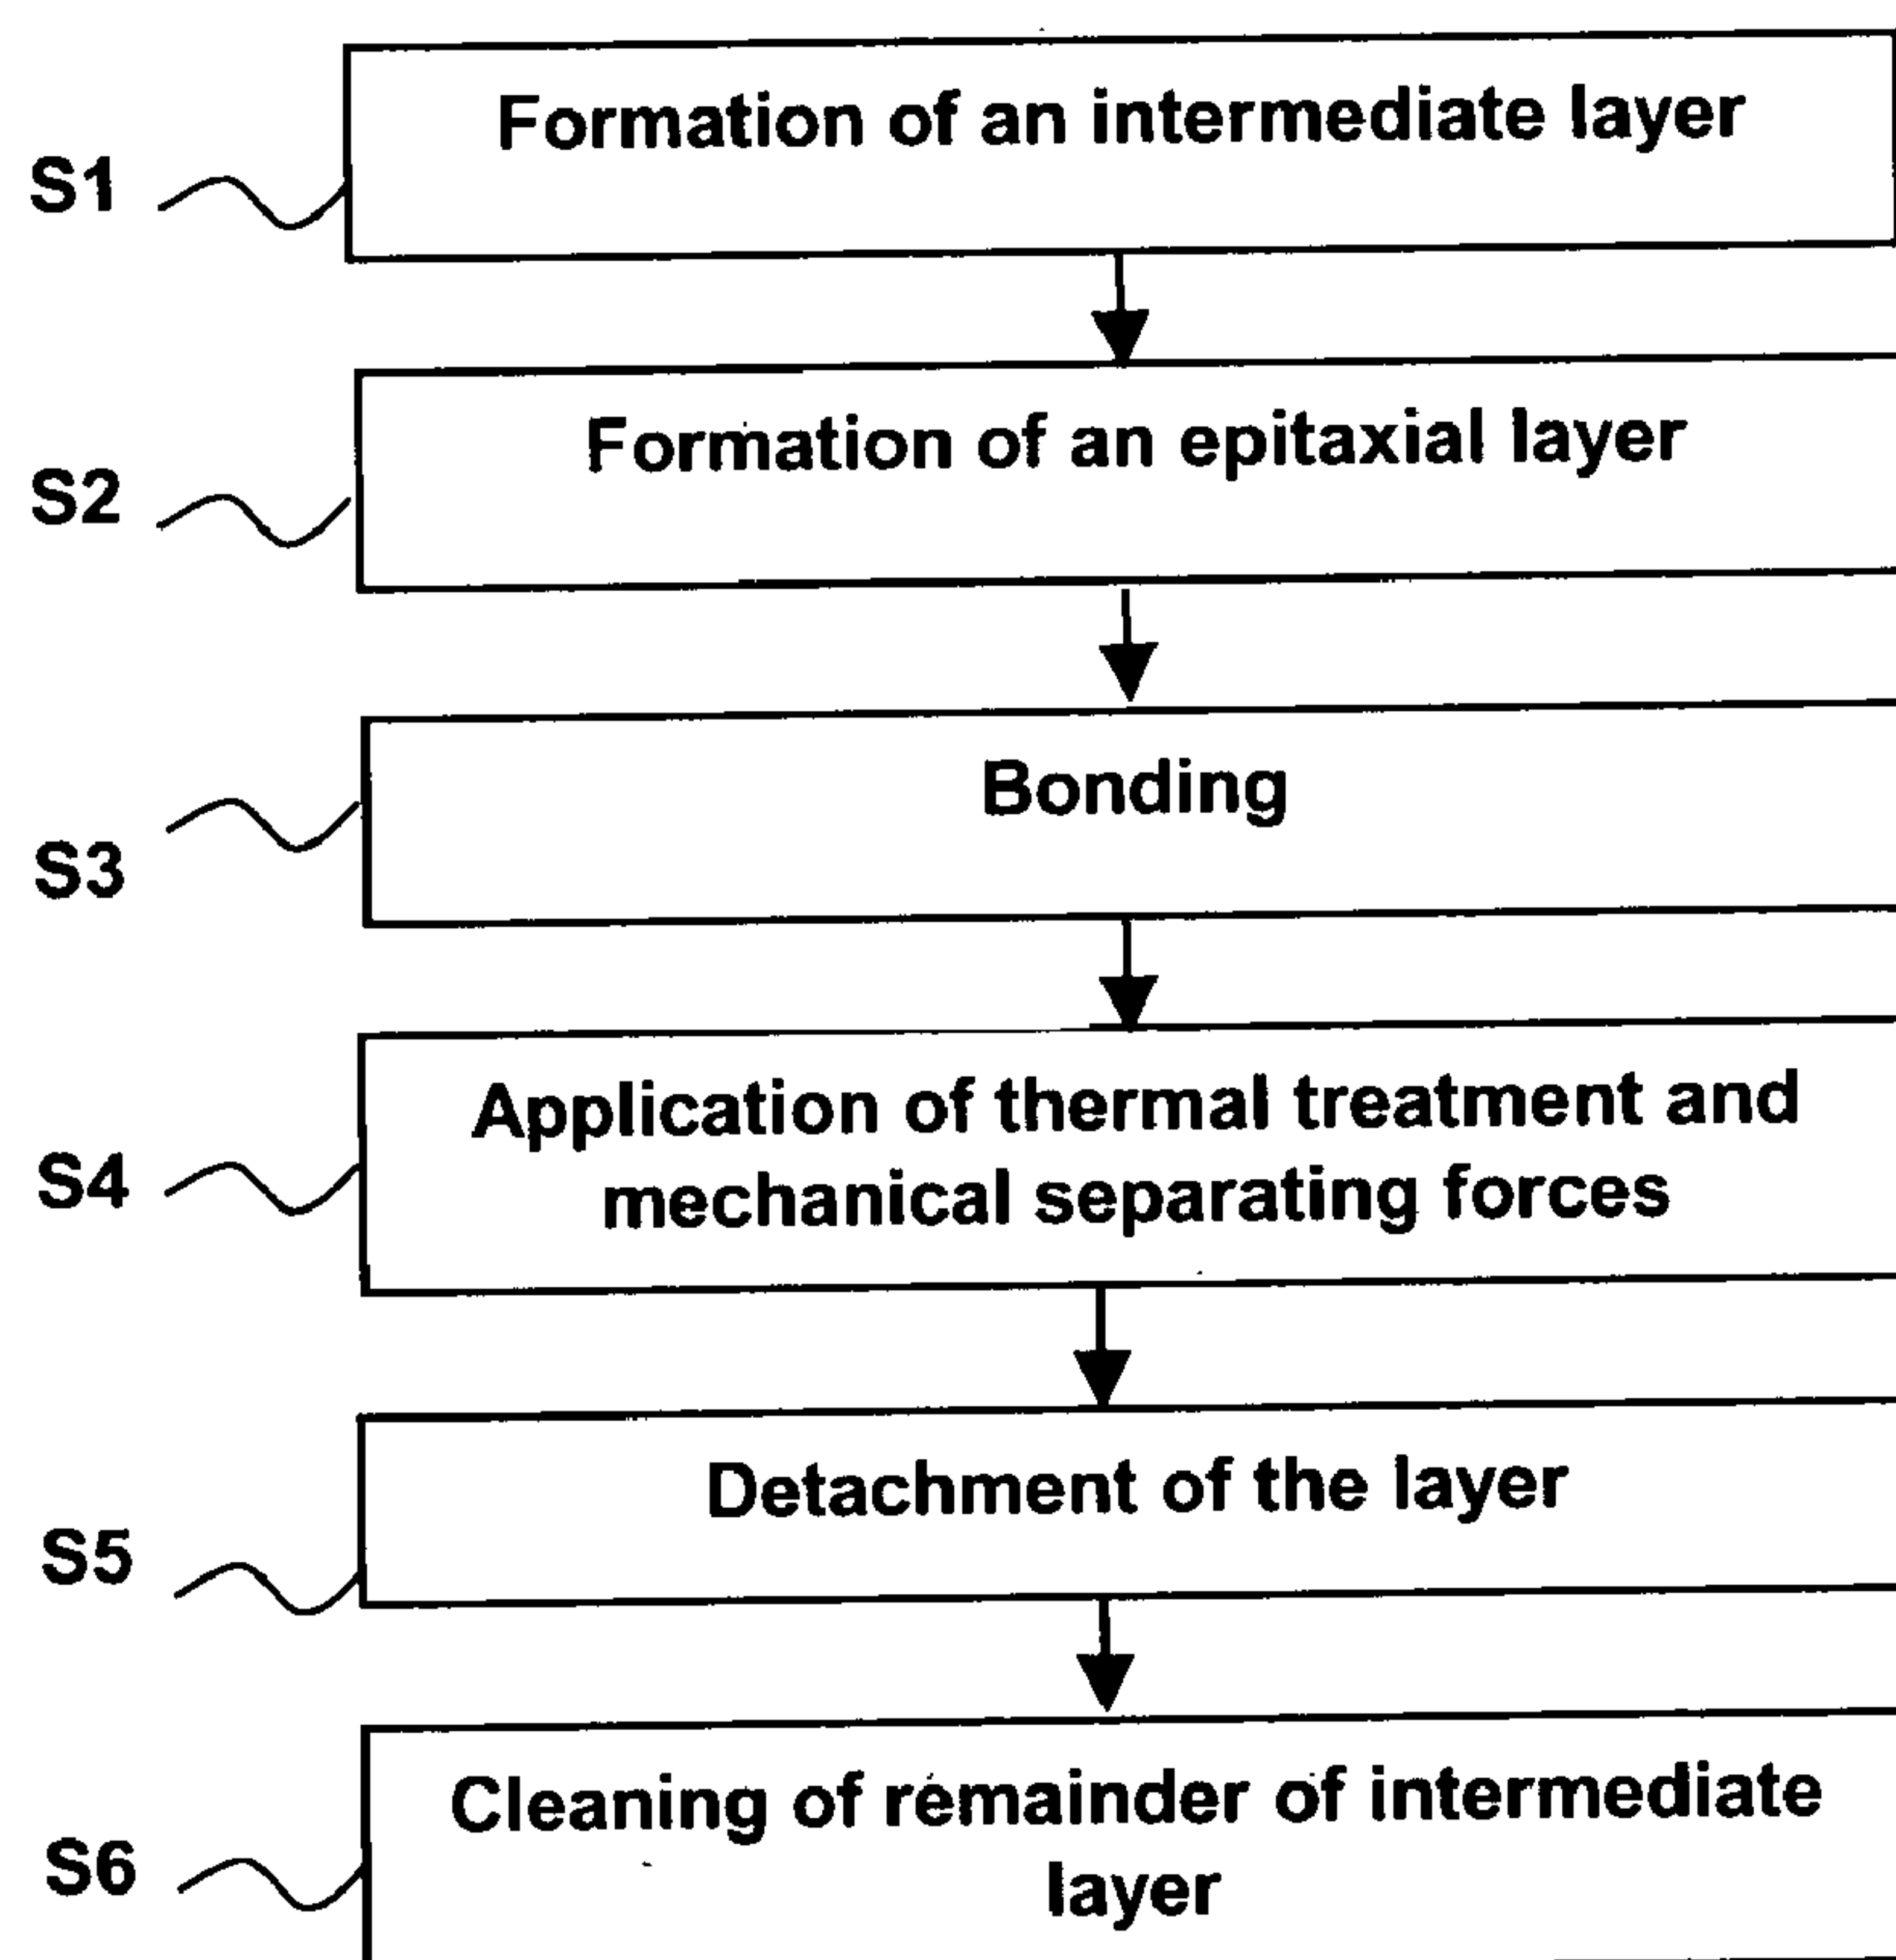 Formation of an intermediate layer
S1
Formation of an epitaxial layer
S2
Bonding
S3
Application of thermal treatment and
mechanical separating forces
S4
Detachment of the layer
S5
Cleaning of remainder of intermediate
layer
S6